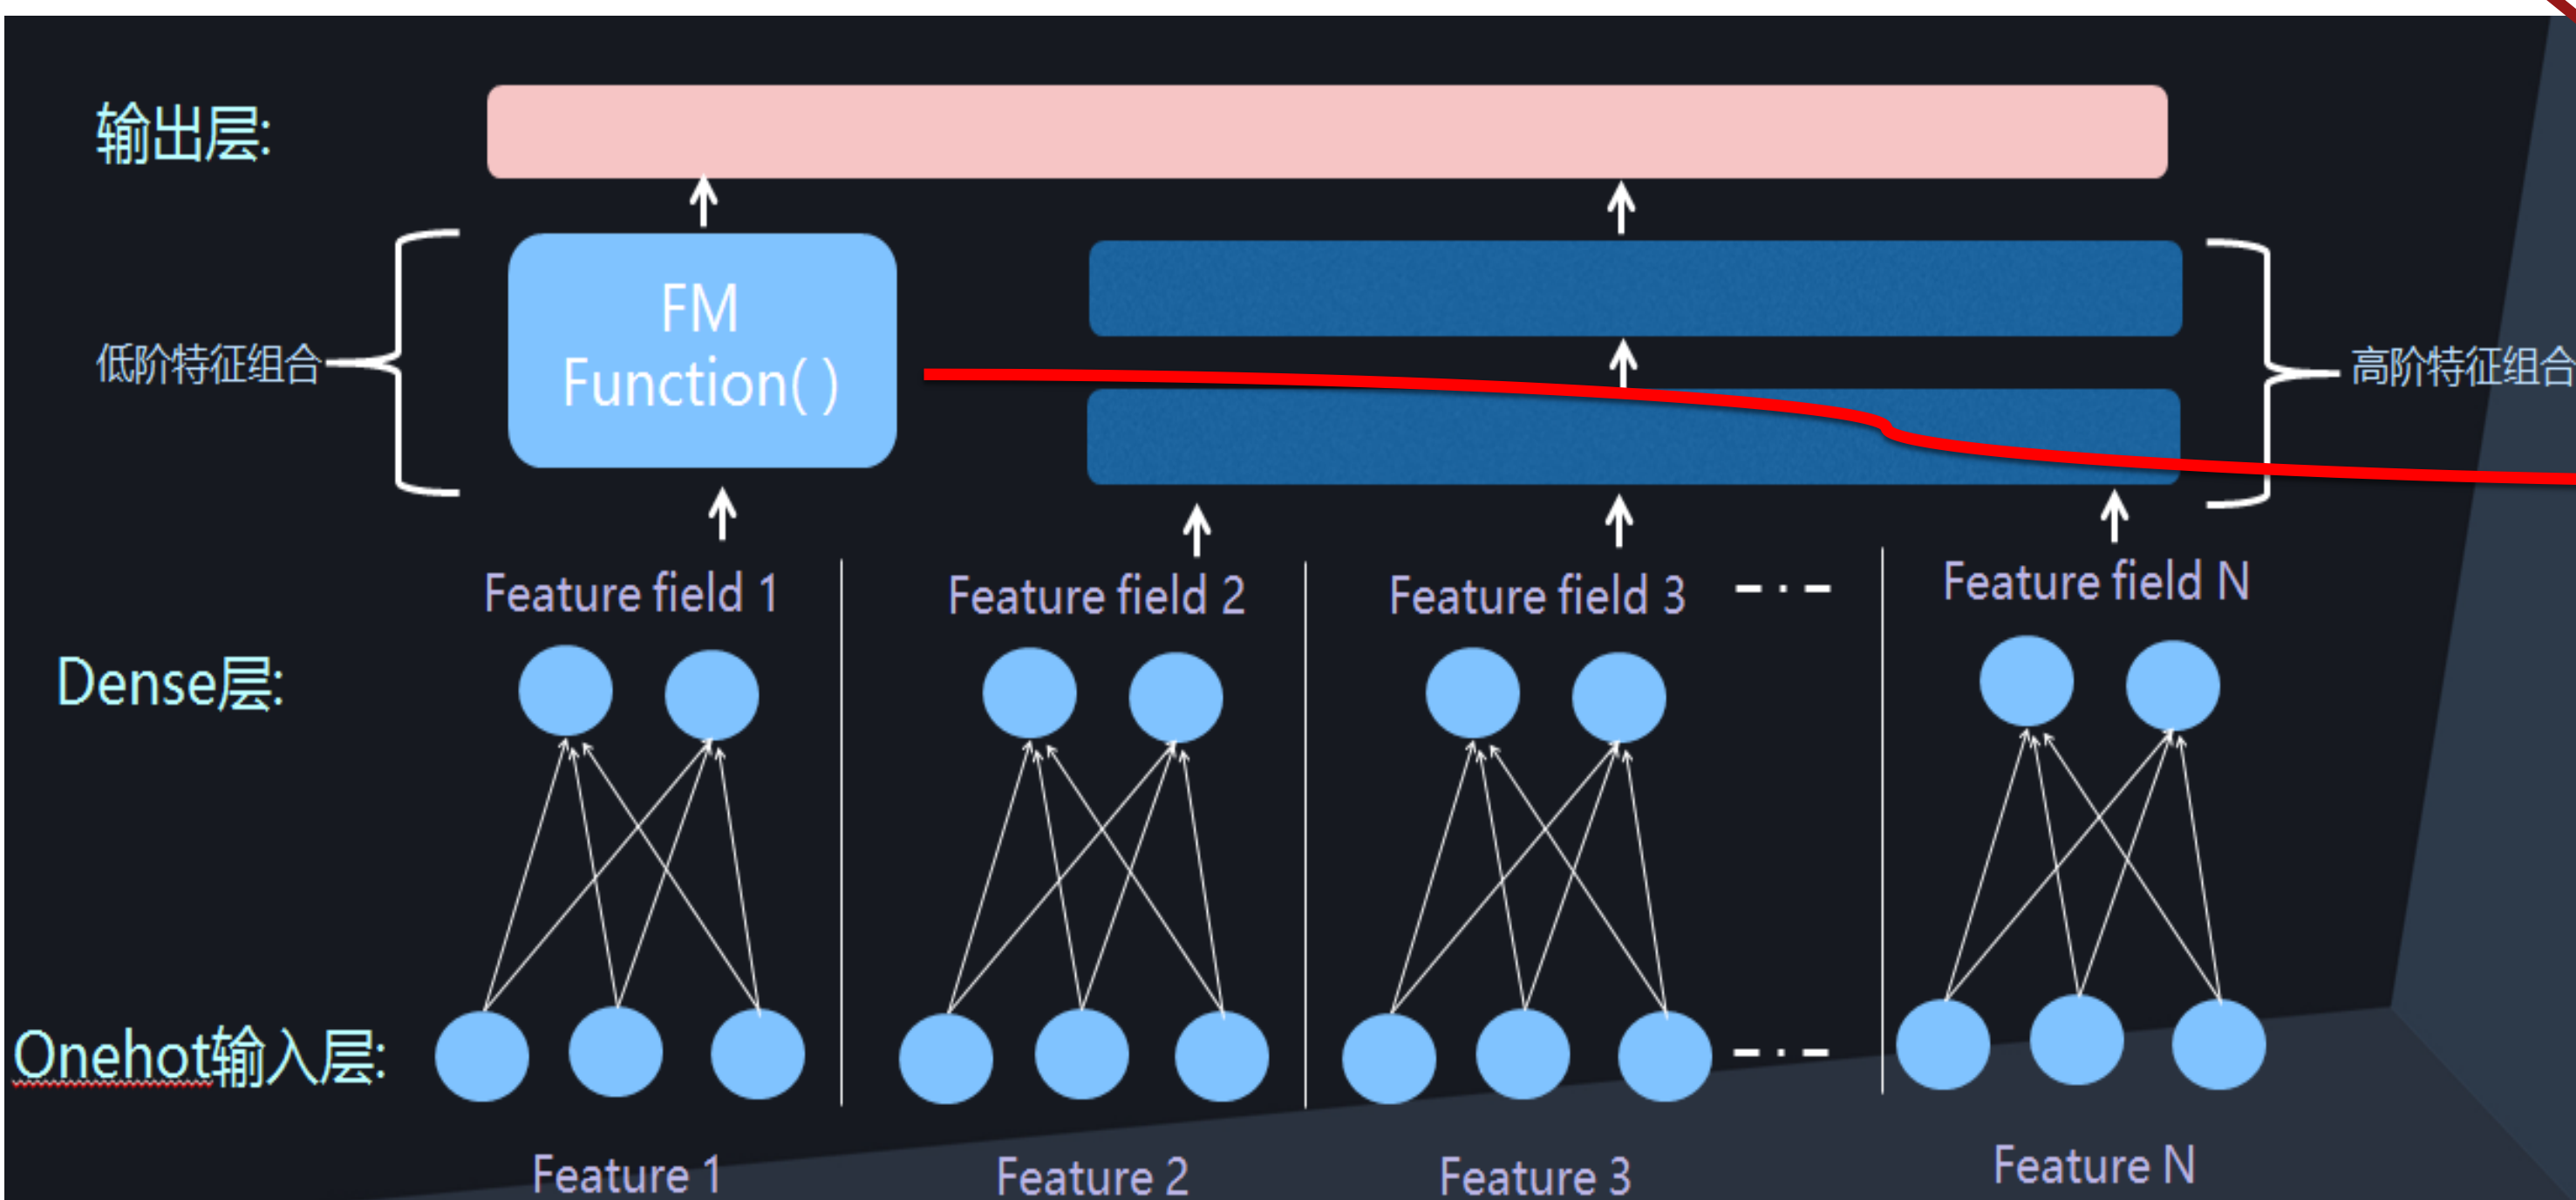 输出层:
FM
Function( )
低阶特征组合
高阶特征组合
Feature field 1
Feature field 2
Feature field 3
Feature field N
Dense层:
Onehot输入层:
Feature 1
Feature 2
Feature 3
Feature N